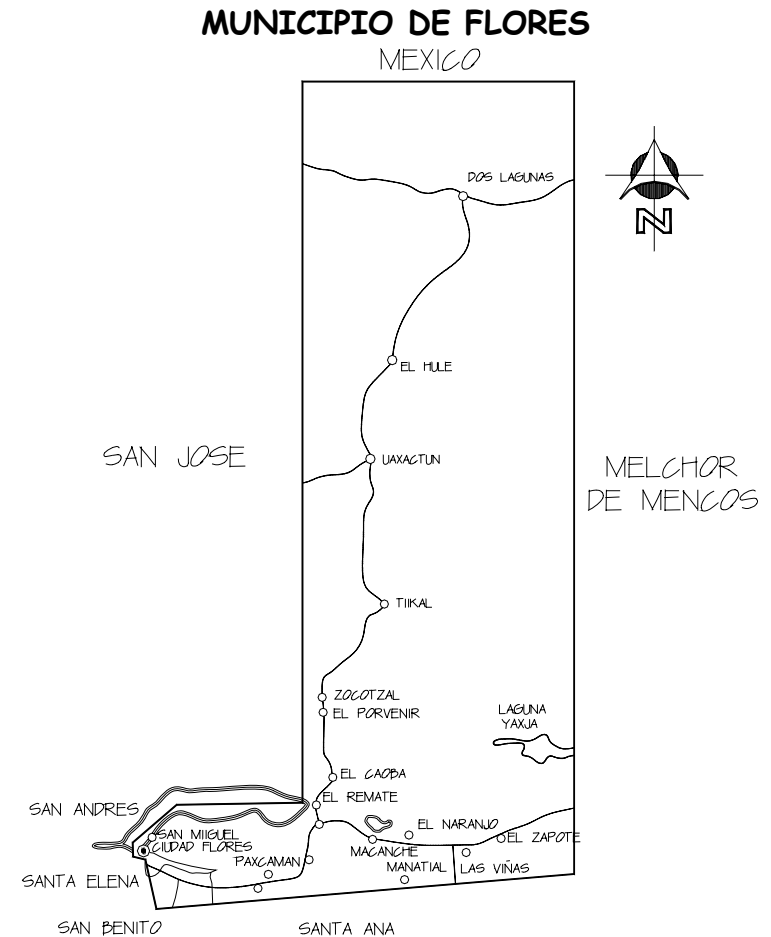 MUNICIPIO DE FLORES
MEXICO
DOS LAGUNAS
N
EL HULE
SAN JOSE
UAXACTUN
MELCHOR
DE MENCOS
TIIKAL
ZOCOTZAL
EL PORVENIR
LAGUNA
YAXJA
EL CAOBA
EL REMATE
SAN ANDRES
EL NARANJO
SAN MIIGUEL
EL ZAPOTE
CIUDAD FLORES
MACANCHE
PAXCAMAN
MANATIAL
LAS VIÑAS
SANTA ELENA
SAN BENITO
SANTA ANA